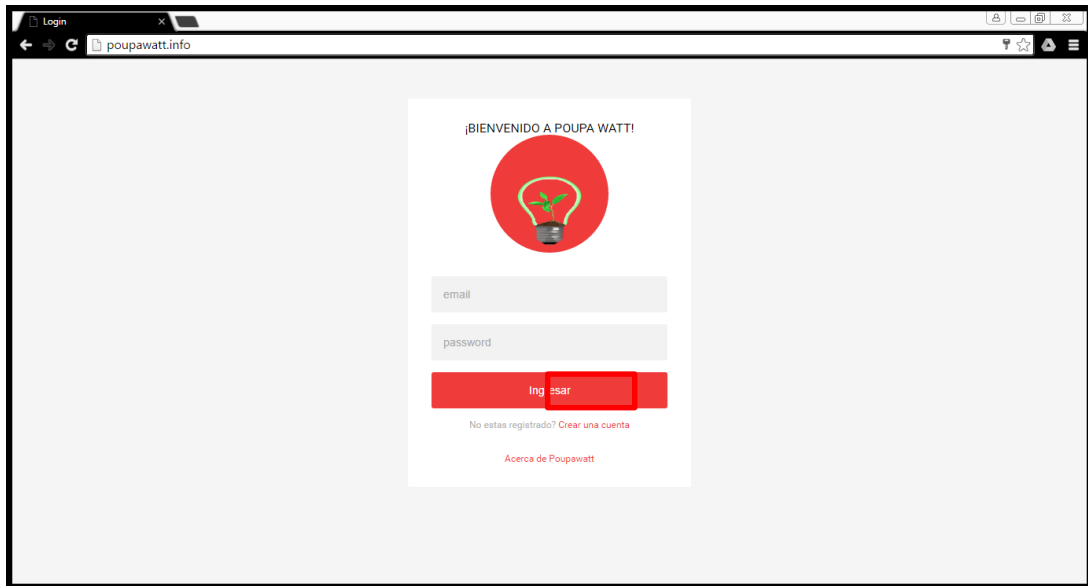 Login
poupawatt.info
¡BIENVENIDO A POUPA WATT!
email
password
Ingresar
No estas registrado? Crear una cuenta
Acerca de Poupawatt